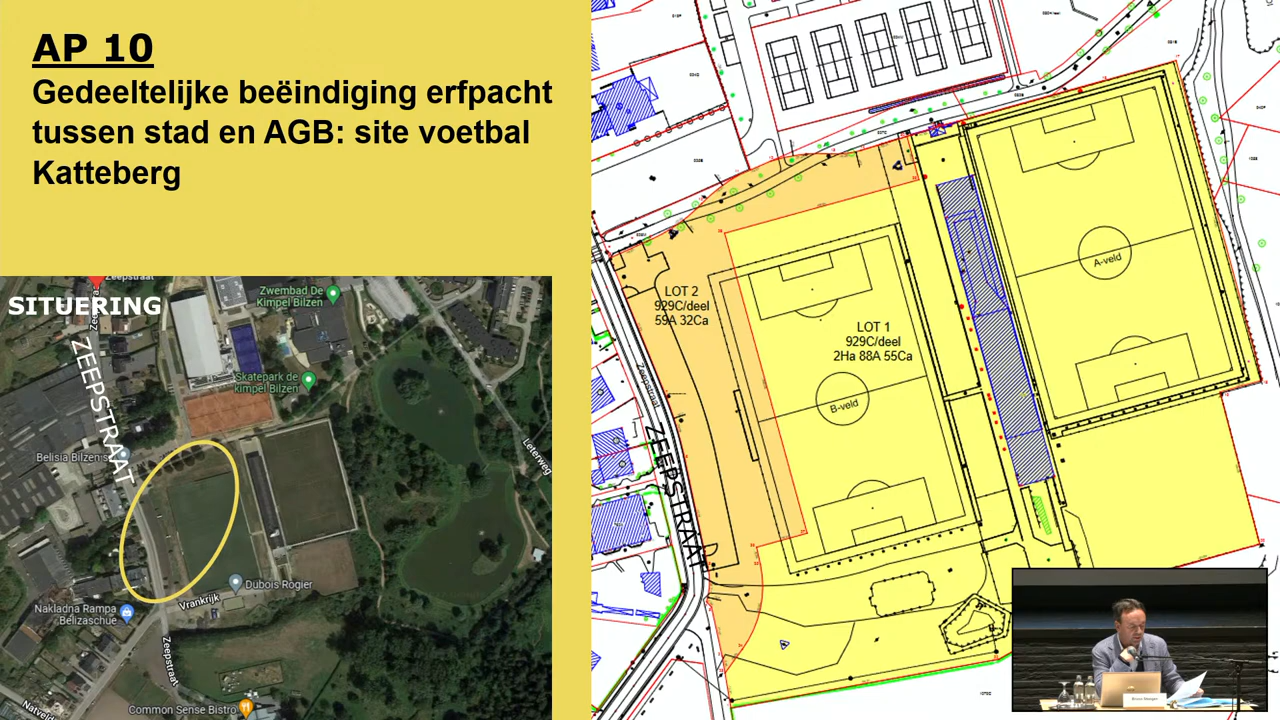 AP 10
Gedeeltelijke beëindiging erfpacht
tussen stad en AGB: site voetbal
Katteberg
SITUERING
Zeepstraat
ZEEPSTRAAT
Zwembad De
Kimpel Bilzen
Skatepark de
kimpel Bilzen
Belisia Bilzen
Leterweg
Dubois Rogier
Vrankrijk
Nakladna Rampa
Belizaschue
Zeepstraat
Common Sense Bistro
LOT 2
929C/deel
59A 32Ca
LOT 1
929C/deel
2Ha 88A 55Ca
A-veld
B-veld
Zeepstraat
ZEEPSTRAAT